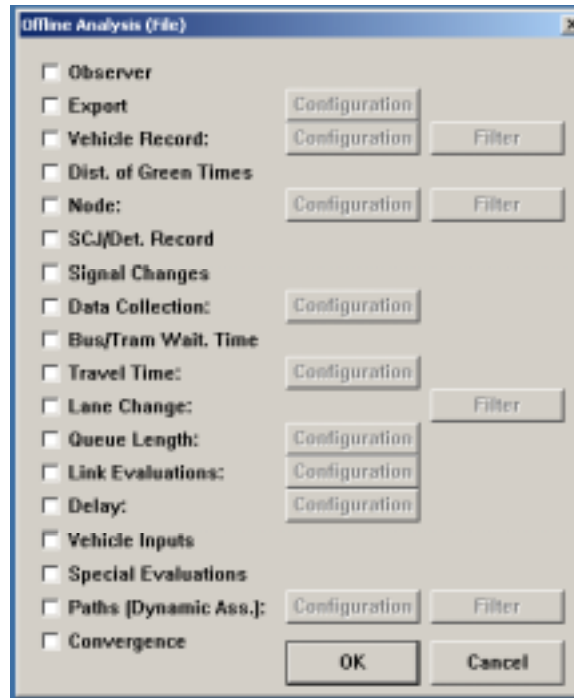 Offline Analysis (File)
Observer
Export Configuration
Vehicle Record: Configuration Filter
Dist. of Green Times
Node: Configuration Filter
SCJ/Det. Record
Signal Changes
Data Collection: Configuration
Bus/Tram Wait. Time
Travel Time: Configuration
Lane Change: Filter
Queue Length: Configuration
Link Evaluations: Configuration
Delay: Configuration
Vehicle Inputs
Special Evaluations
Paths (Dynamic Ass.): Configuration Filter
Convergence
OK Cancel